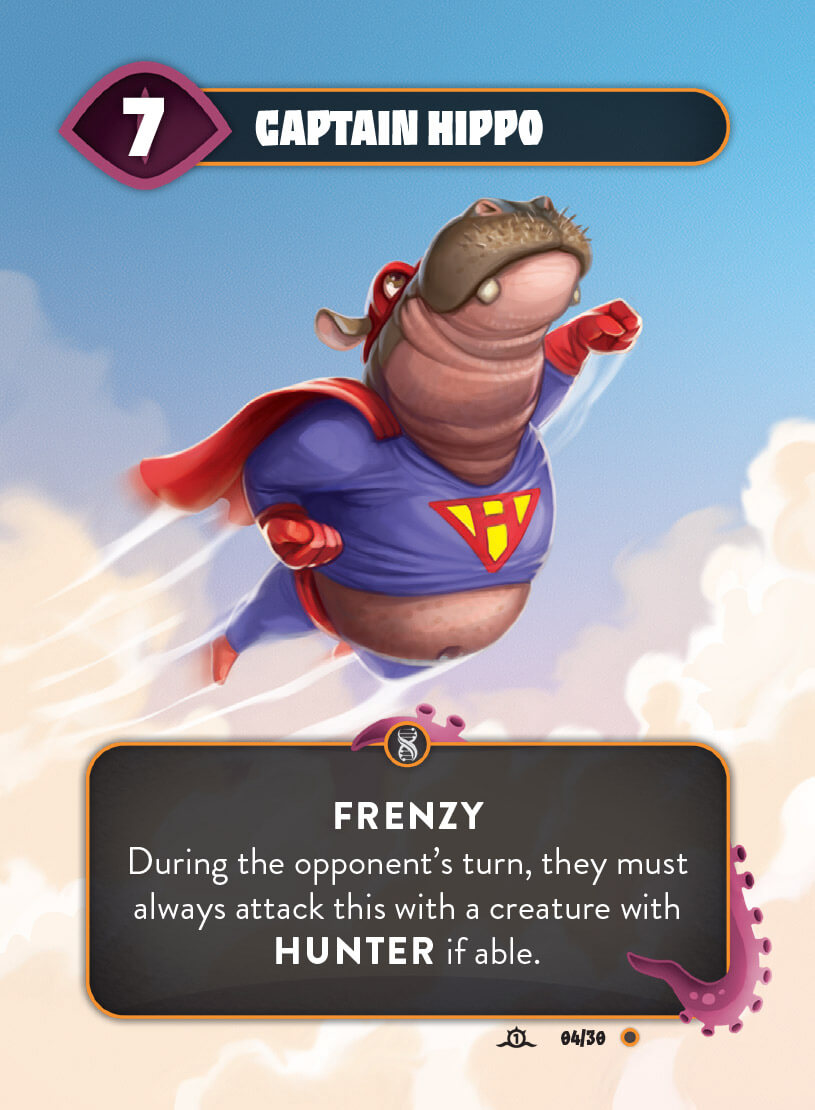 7
CAPTAIN HIPPO
H
FRENZY
During the opponent's turn, they must
always attack this with a creature with
HUNTER if able.
1 04/30